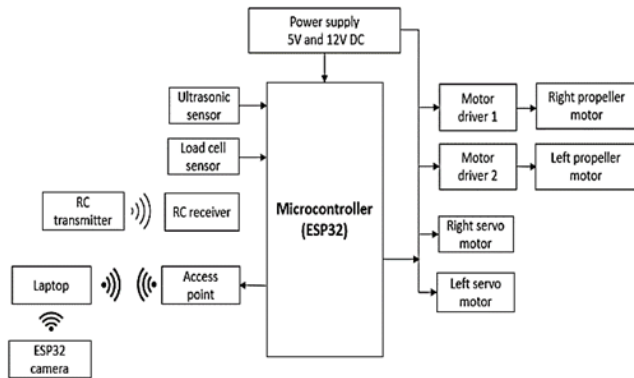 Power supply
5V and 12V DC
Ultrasonic
sensor
Load cell
sensor
RC
transmitter
RC receiver
Laptop
Access
point
ESP32
camera
Microcontroller
(ESP32)
Motor
driver 1
Right propeller
motor
Motor
driver 2
Left propeller
motor
Right servo
motor
Left servo
motor